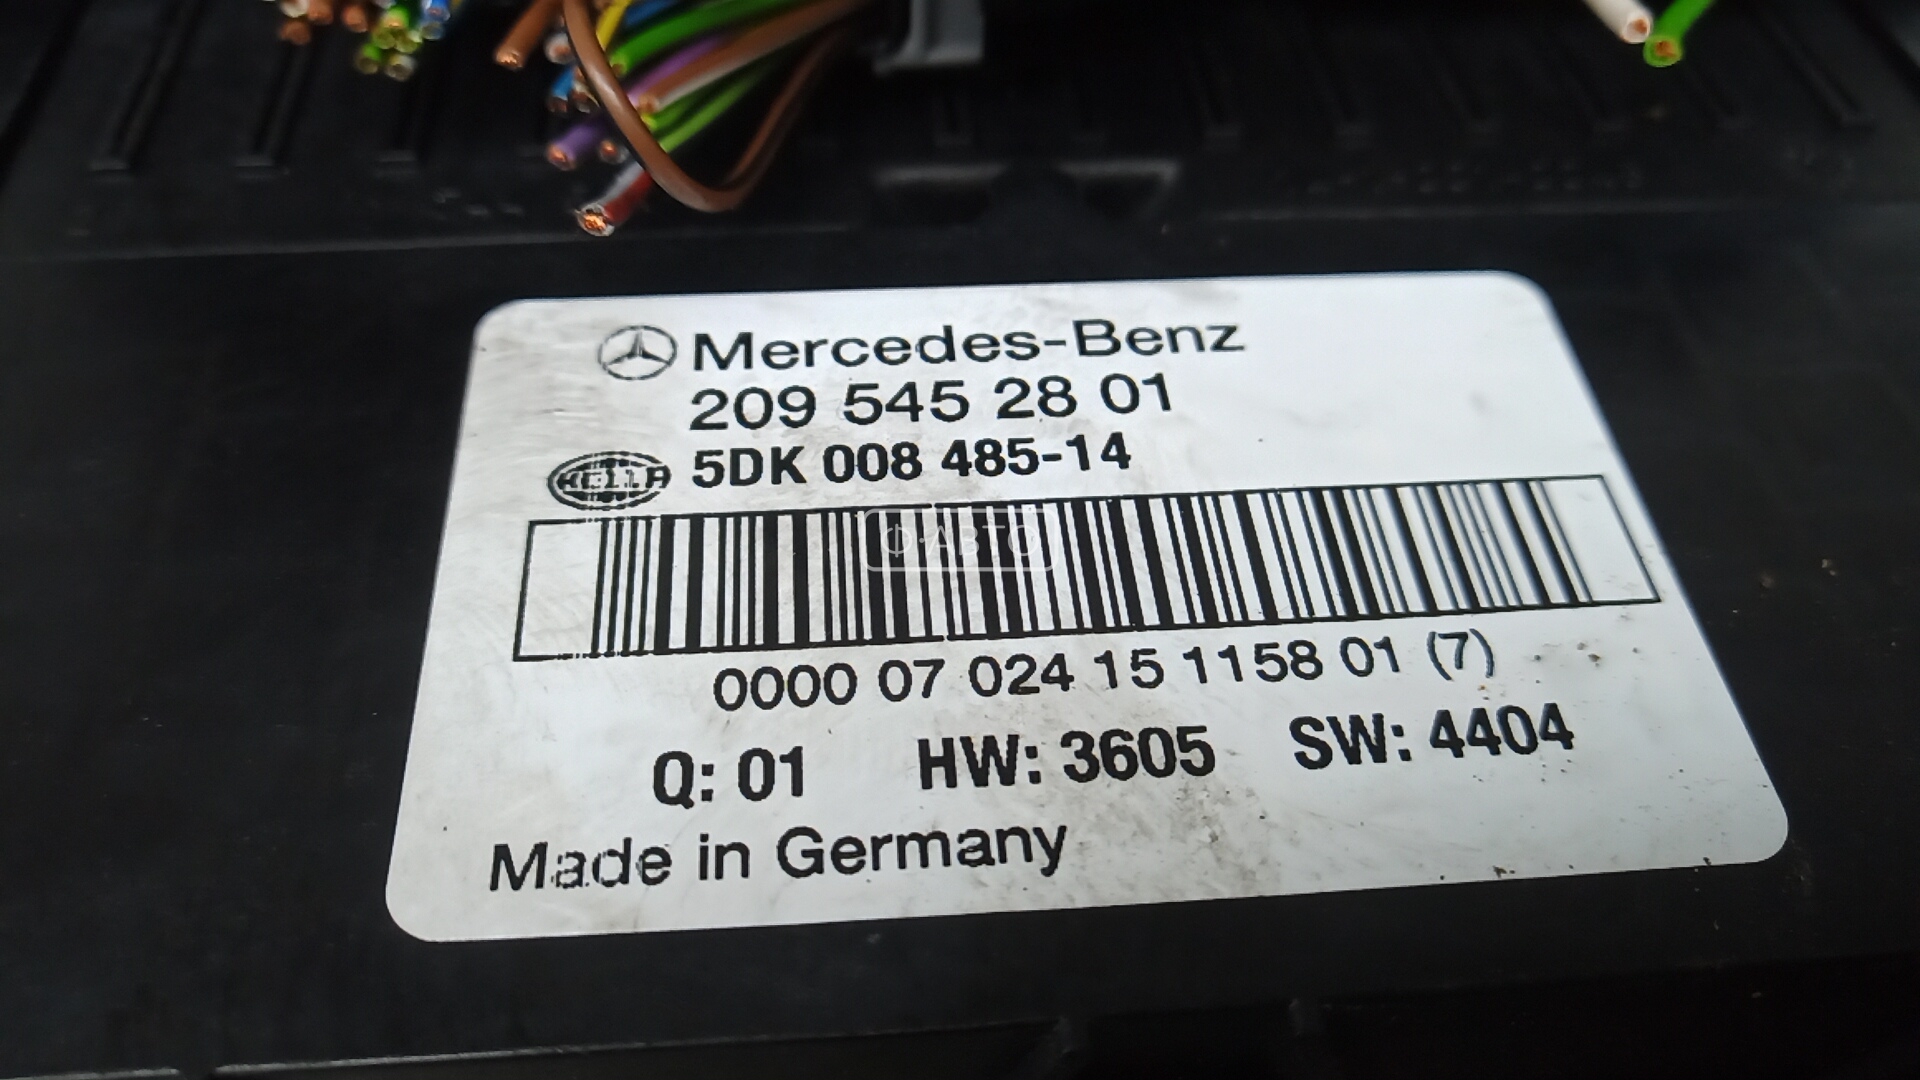 Mercedes-Benz
209 545 28 01
HELLA 5DK 008 485-14
Ф·АВТО
0000 07 024 15 1158 01 (7)
Q: 01 HW: 3605 SW: 4404
Made in Germany